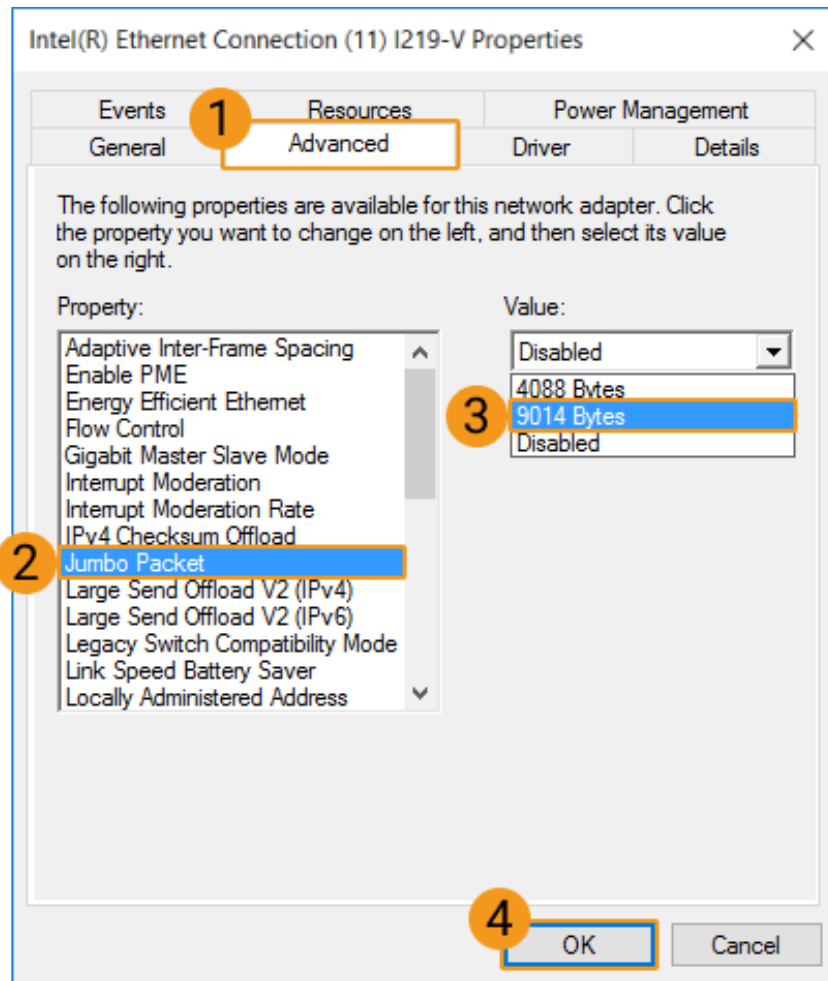 Intel(R) Ethernet Connection (11) I219-V Properties
Events Resources Power Management
1
General Advanced Driver Details
The following properties are available for this network adapter. Click
the property you want to change on the left, and then select its value
on the right.
Property:
Adaptive Inter-Frame Spacing
Enable PME
Energy Efficient Ethernet
Flow Control
Gigabit Master Slave Mode
Interrupt Moderation
Interrupt Moderation Rate
IPv4 Checksum Offload
2 Jumbo Packet
Large Send Offload V2 (IPv4)
Large Send Offload V2 (IPv6)
Legacy Switch Compatibility Mode
Link Speed Battery Saver
Locally Administered Address
Value:
Disabled
4088 Bytes
3 9014 Bytes
Disabled
4
OK Cancel